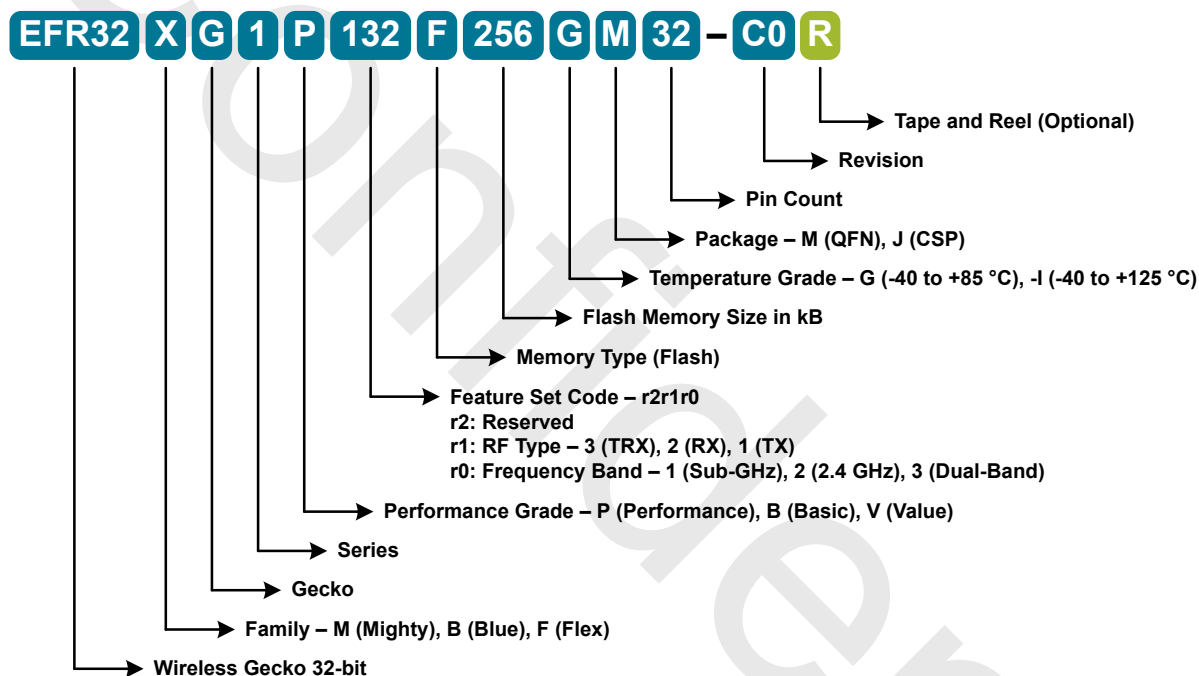 EFR32 X G 1 P 132 F 256 G M 32 – C0 R
Tape and Reel (Optional)
Revision
Pin Count
Package – M (QFN), J (CSP)
Temperature Grade – G (-40 to +85 °C), -I (-40 to +125 °C)
Flash Memory Size in kB
Memory Type (Flash)
Feature Set Code – r2r1r0
r2: Reserved
r1: RF Type – 3 (TRX), 2 (RX), 1 (TX)
r0: Frequency Band – 1 (Sub-GHz), 2 (2.4 GHz), 3 (Dual-Band)
Performance Grade – P (Performance), B (Basic), V (Value)
Series
Gecko
Family – M (Mighty), B (Blue), F (Flex)
Wireless Gecko 32-bit
Confiden